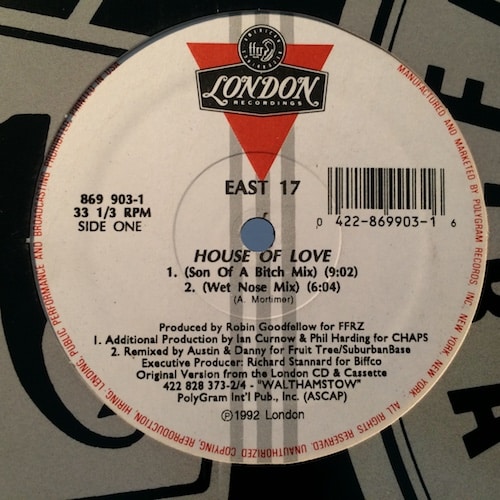 AMERICAN
ffrr
RECORDINGS
LONDON
RECORDINGS
EAST 17
869 903-1
33 1/3 RPM
SIDE ONE
0 422-869903-1 6
HOUSE OF LOVE
1. (Son Of A Bitch Mix) (9:02)
2. (Wet Nose Mix) (6:04)
(A. Mortimer)
Produced by Robin Goodfellow for FFRZ
1. Additional Production by Ian Curnow & Phil Harding for CHAPS
2. Remixed by Austin & Danny for Fruit Tree/SuburbanBase
Executive Producer: Richard Stannard for Biffco
Original Version from the London CD & Cassette
422 828 373-2/4 - "WALTHAMSTOW"
PolyGram Int'l Pub., Inc. (ASCAP)
℗©1992 London
MANUFACTURED AND MARKETED BY POLYGRAM RECORDS, INC. NEW YORK, NEW YORK. ALL RIGHTS RESERVED. UNAUTHORIZED COPYING, REPRODUCTION, HIRING, LENDING, PUBLIC PERFORMANCE AND BROADCASTING PROHIBITED.